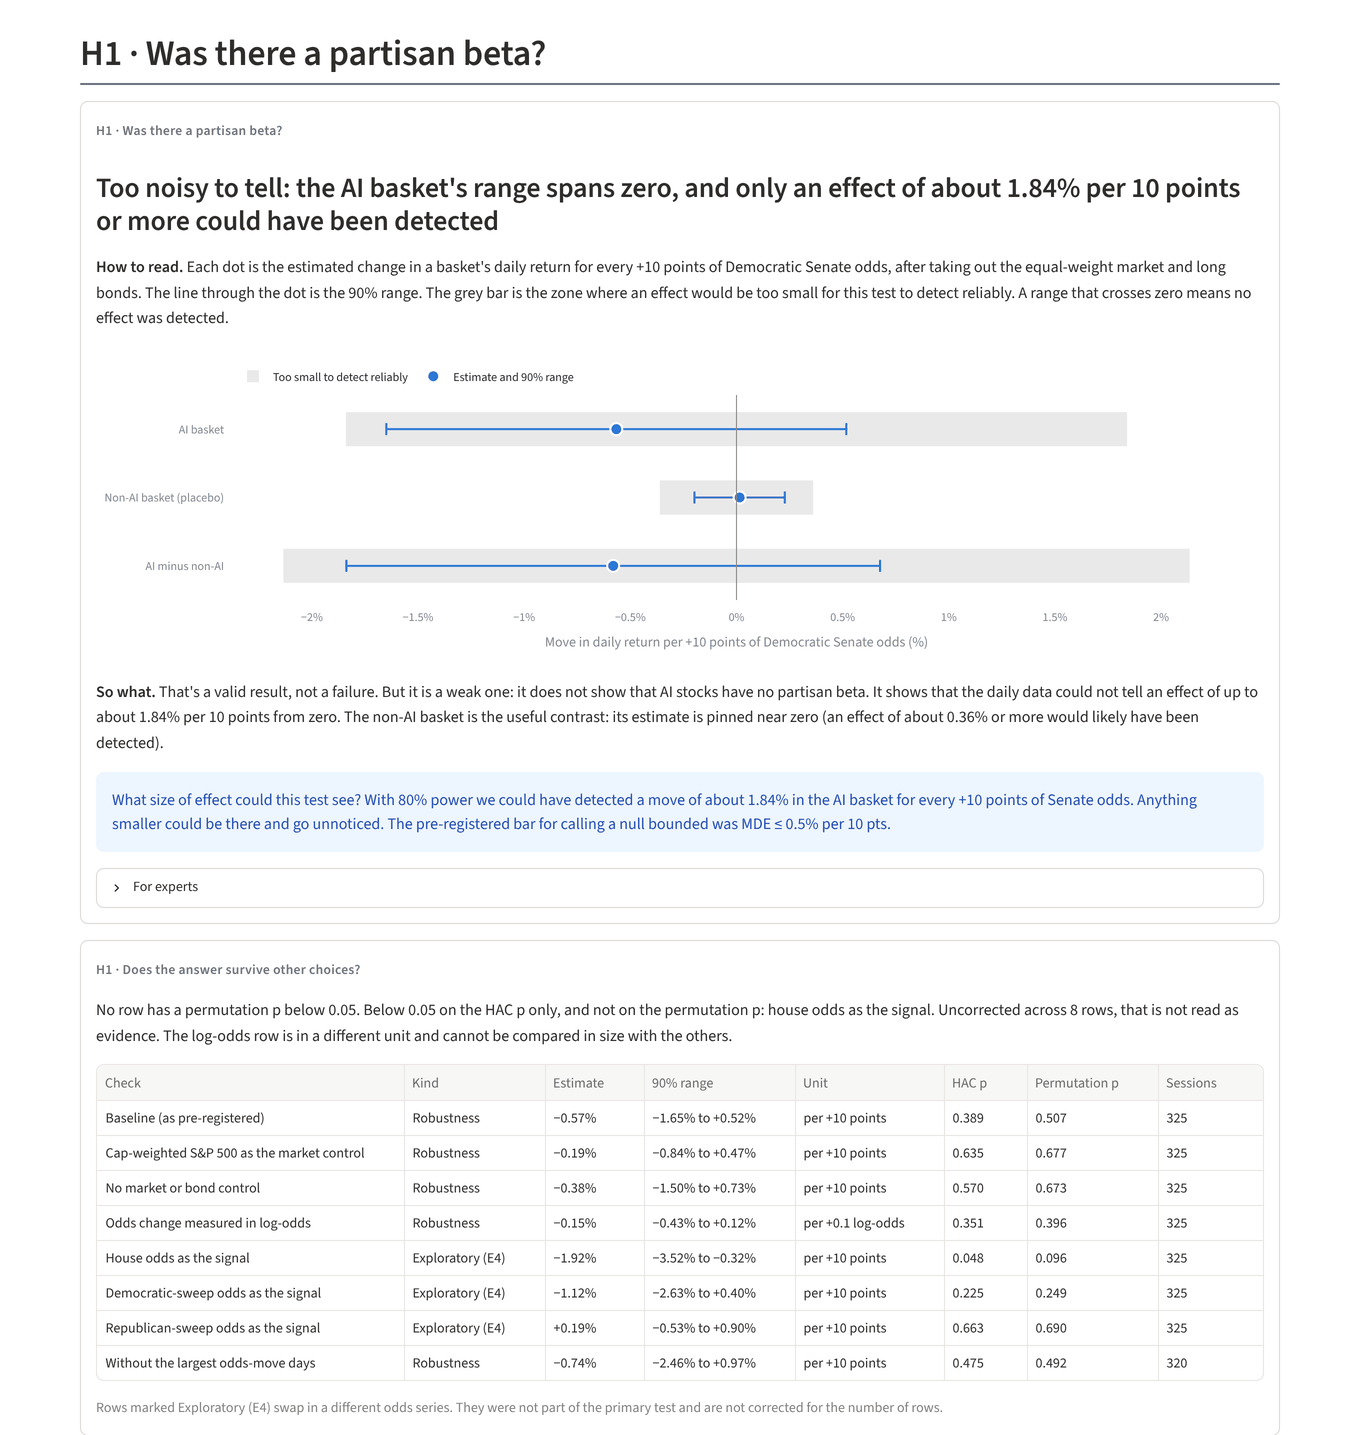 H1 · Was there a partisan beta?
H1 · Was there a partisan beta?
Too noisy to tell: the AI basket's range spans zero, and only an effect of about 1.84% per 10 points
or more could have been detected
How to read. Each dot is the estimated change in a basket's daily return for every +10 points of Democratic Senate odds, after taking out the equal-weight market and long
bonds. The line through the dot is the 90% range. The grey bar is the zone where an effect would be too small for this test to detect reliably. A range that crosses zero means no
effect was detected.
Too small to detect reliably Estimate and 90% range
AI basket
Non-AI basket (placebo)
AI minus non-AI
−2% −1.5% −1% −0.5% 0% 0.5% 1% 1.5% 2%
Move in daily return per +10 points of Democratic Senate odds (%)
So what. That's a valid result, not a failure. But it is a weak one: it does not show that AI stocks have no partisan beta. It shows that the daily data could not tell an effect of up to
about 1.84% per 10 points from zero. The non-AI basket is the useful contrast: its estimate is pinned near zero (an effect of about 0.36% or more would likely have been
detected).
What size of effect could this test see? With 80% power we could have detected a move of about 1.84% in the AI basket for every +10 points of Senate odds. Anything
smaller could be there and go unnoticed. The pre-registered bar for calling a null bounded was MDE ≤ 0.5% per 10 pts.
For experts
H1 · Does the answer survive other choices?
No row has a permutation p below 0.05. Below 0.05 on the HAC p only, and not on the permutation p: house odds as the signal. Uncorrected across 8 rows, that is not read as
evidence. The log-odds row is in a different unit and cannot be compared in size with the others.
Check Kind Estimate 90% range Unit HAC p Permutation p Sessions
Baseline (as pre-registered) Robustness −0.57% −1.65% to +0.52% per +10 points 0.389 0.507 325
Cap-weighted S&P 500 as the market control Robustness −0.19% −0.84% to +0.47% per +10 points 0.635 0.677 325
No market or bond control Robustness −0.38% −1.50% to +0.73% per +10 points 0.570 0.673 325
Odds change measured in log-odds Robustness −0.15% −0.43% to +0.12% per +0.1 log-odds 0.351 0.396 325
House odds as the signal Exploratory (E4) −1.92% −3.52% to −0.32% per +10 points 0.048 0.096 325
Democratic-sweep odds as the signal Exploratory (E4) −1.12% −2.63% to +0.40% per +10 points 0.225 0.249 325
Republican-sweep odds as the signal Exploratory (E4) +0.19% −0.53% to +0.90% per +10 points 0.663 0.690 325
Without the largest odds-move days Robustness −0.74% −2.46% to +0.97% per +10 points 0.475 0.492 320
Rows marked Exploratory (E4) swap in a different odds series. They were not part of the primary test and are not corrected for the number of rows.